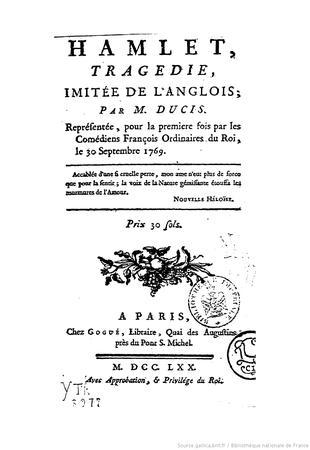 HAMLET,
TRAGEDIE,
IMITÉE DE L'ANGLOIS;
PAR M. DUCIS.
Représentée, pour la premiere fois par les
Comédiens François Ordinaires du Roi,
le 30 Septembre 1769.
Accablée d'une si cruelle perte, mon ame n'eut plus de force
que pour la sentir; la voix de la Nature gémissante étouffa les
murmures de l'Amour.
NOUVELLE HÉLOÏSE.
Prix 30 sols.
A PARIS,
Chez GOGUÉ, Libraire, Quai des Augustins
près du Pont S. Michel.
M. DCC. LXX.
Avec Approbation, & Privilége du Roi.
Source gallica.bnf.fr / Bibliothèque nationale de France